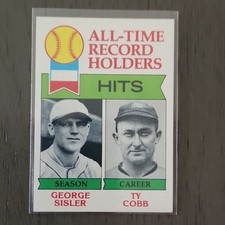 ALL-TIME
RECORD
HOLDERS
HITS
SEASON
CAREER
GEORGE
SISLER
TY
COBB